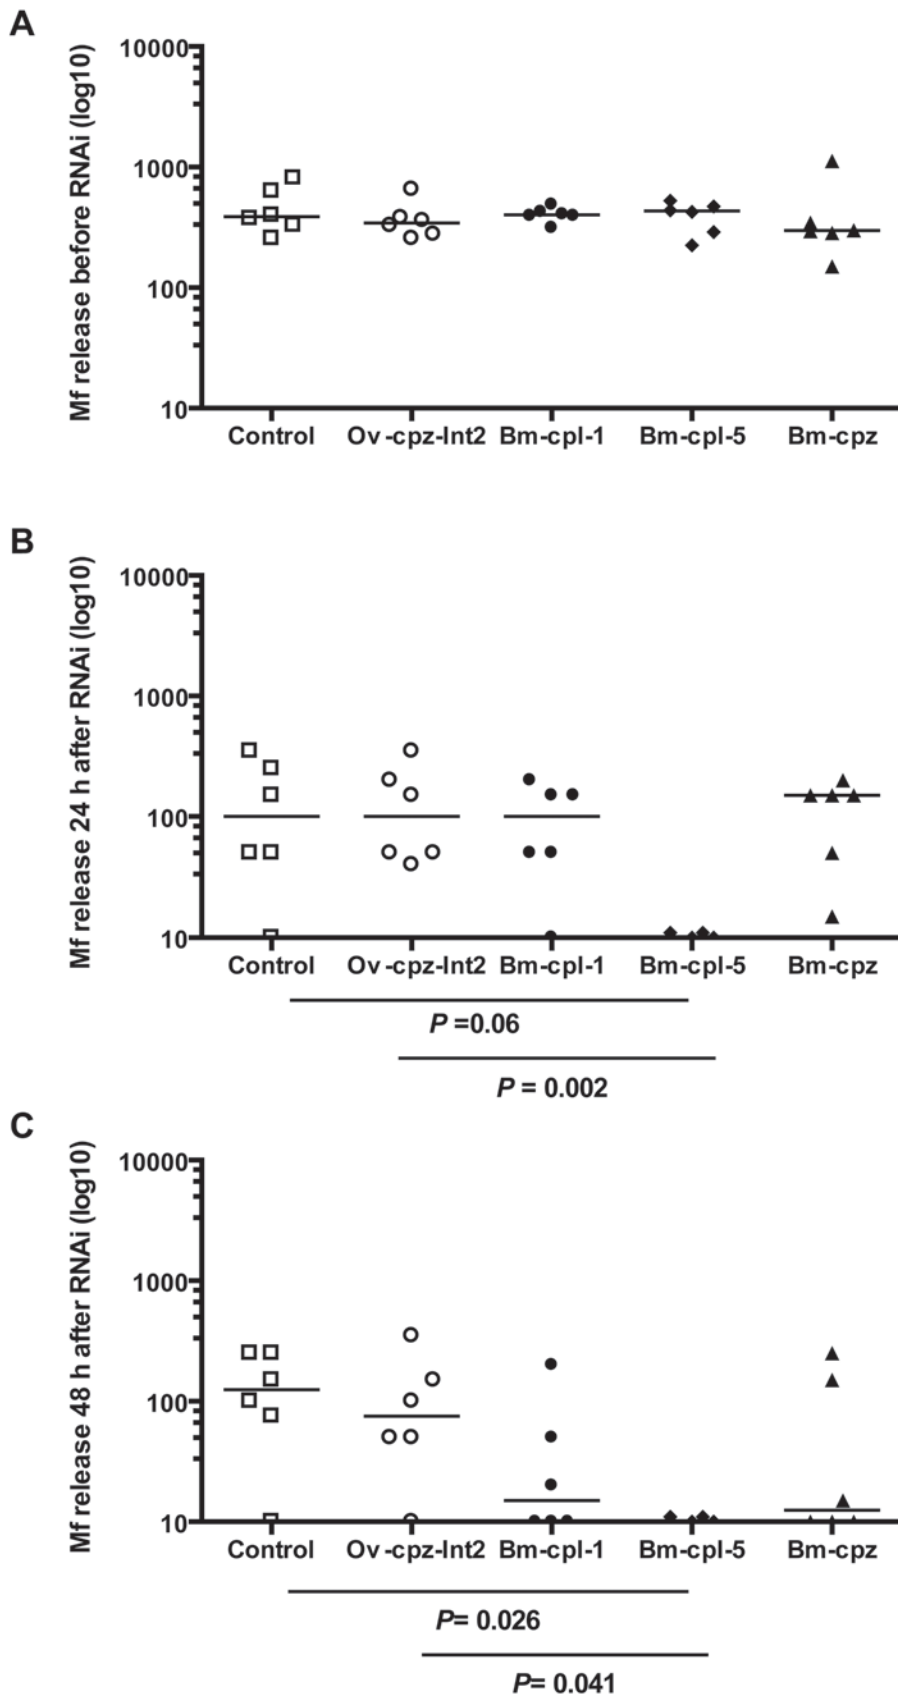 A
Mf release before RNAi (log10)
10000
1000
100
10
Control Ov-cpz-Int2 Bm-cpl-1 Bm-cpl-5 Bm-cpz
B
Mf release 24 h after RNAi (log10)
10000
1000
100
10
Control Ov-cpz-Int2 Bm-cpl-1 Bm-cpl-5 Bm-cpz
P =0.06
P = 0.002
C
Mf release 48 h after RNAi (log10)
10000
1000
100
10
Control Ov-cpz-Int2 Bm-cpl-1 Bm-cpl-5 Bm-cpz
P= 0.026
P= 0.041